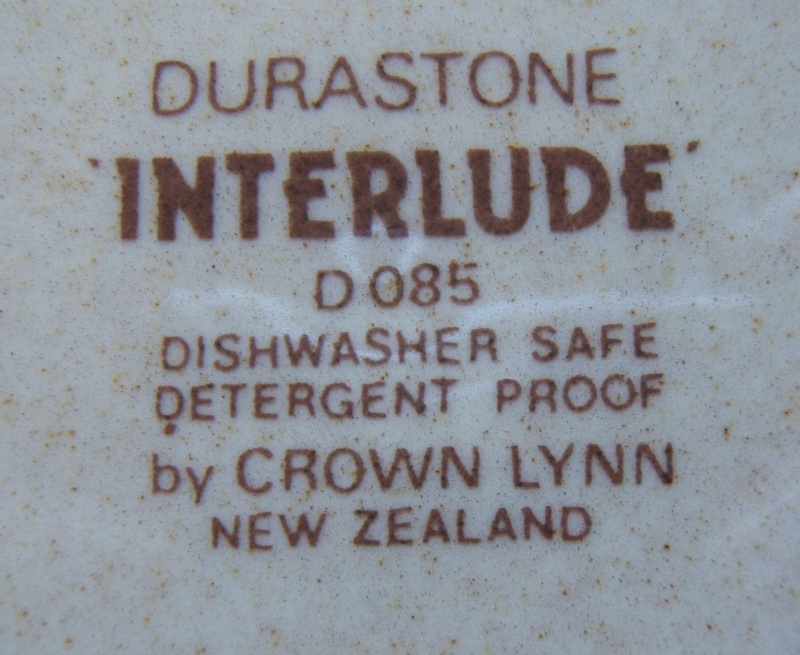 DURASTONE
'INTERLUDE'
D 085
DISHWASHER SAFE
DETERGENT PROOF
by CROWN LYNN
NEW ZEALAND